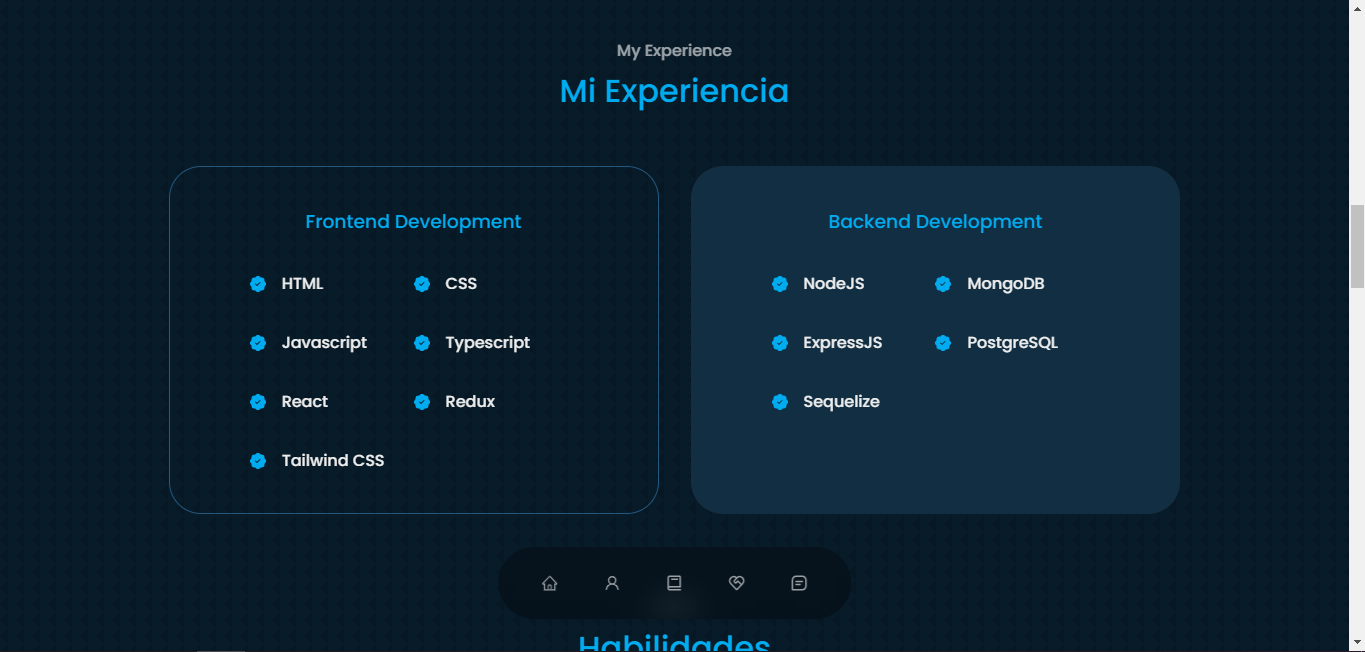 My Experience
Mi Experiencia
Frontend Development
HTML
CSS
Javascript
Typescript
React
Redux
Tailwind CSS
Backend Development
NodeJS
MongoDB
ExpressJS
PostgreSQL
Sequelize
Habilidades